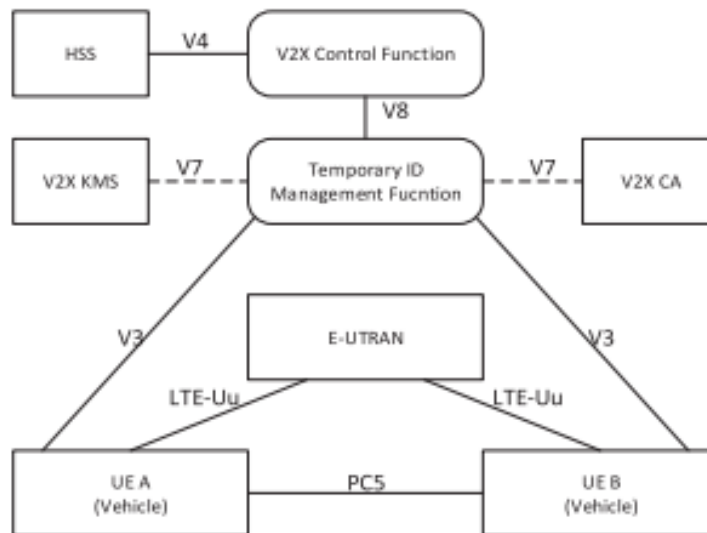 HSS
V4
V2X Control Function
V8
V2X KMS
V7
Temporary ID
Management Fucntion
V7
V2X CA
V3
E-UTRAN
V3
LTE-Uu
LTE-Uu
UE A
(Vehicle)
PC5
UE B
(Vehicle)